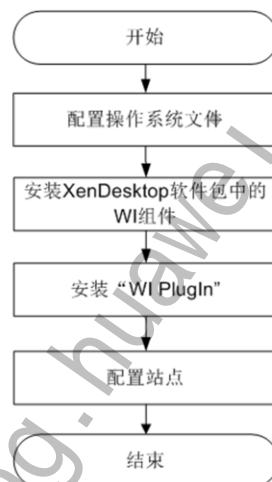 开始
配置操作系统文件
安装XenDesktop软件包中的
WI组件
安装“WI PlugIn”
配置站点
结束
ng.huawei